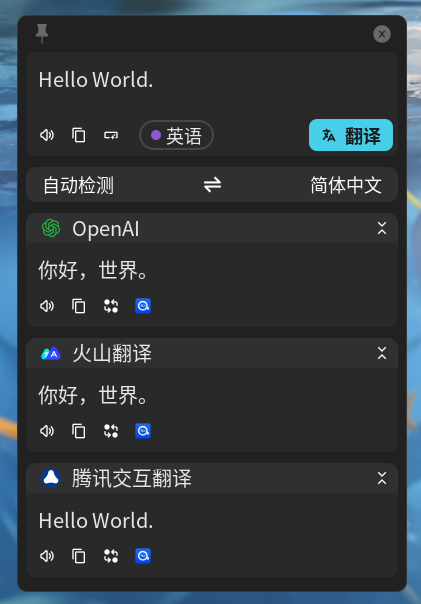 Hello World.
英语
翻译
自动检测
简体中文
OpenAI
你好，世界。
火山翻译
你好，世界。
腾讯交互翻译
Hello World.